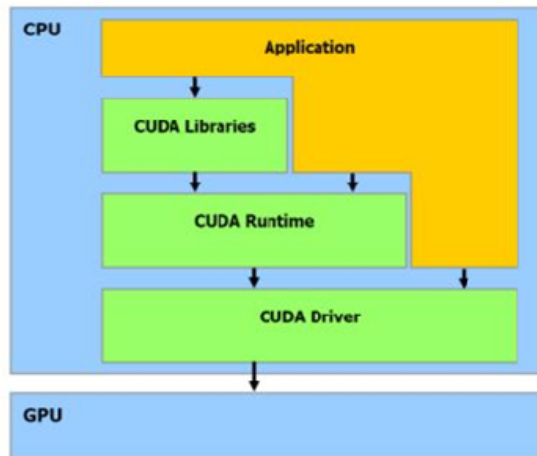 CPU
Application
CUDA Libraries
CUDA Runtime
CUDA Driver
GPU